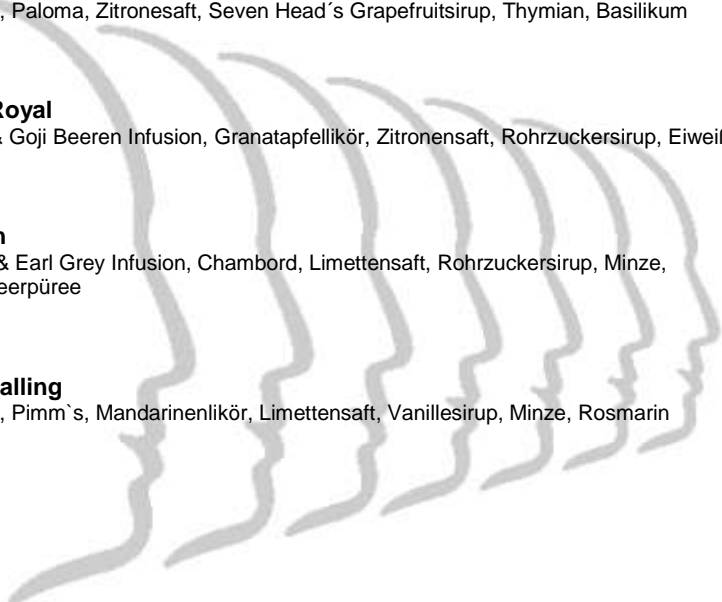 , Paloma, Zitronesaft, Seven Head´s Grapefruitsirup, Thymian, Basilikum
Royal
& Goji Beeren Infusion, Granatapfellikör, Zitronensaft, Rohrzuckersirup, Eiweiß
n
& Earl Grey Infusion, Chambord, Limettensaft, Rohrzuckersirup, Minze,
eerpüree
alling
, Pimm`s, Mandarinenlikör, Limettensaft, Vanillesirup, Minze, Rosmarin